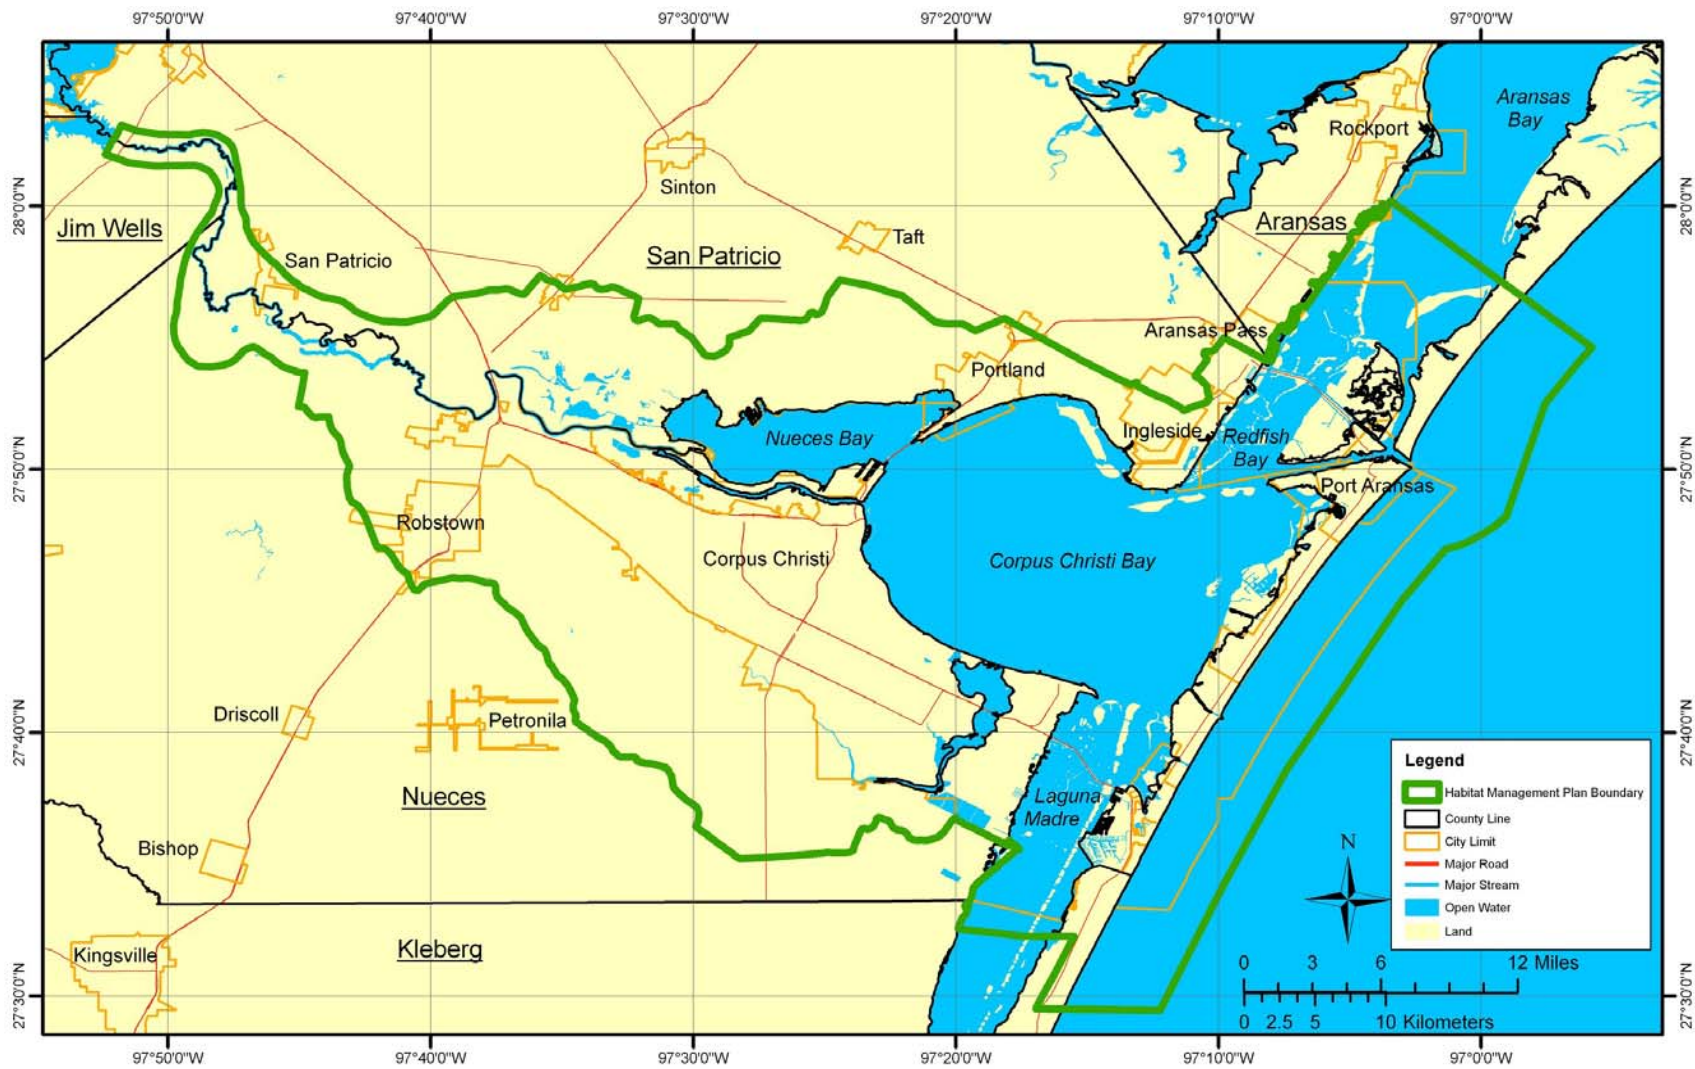 97°50'0"W
97°40'0"W
97°30'0"W
97°20'0"W
97°10'0"W
97°0'0"W
Aransas
Bay
Rockport
Sinton
28°0'0"N
28°0'0"N
Jim Wells
Aransas
Taft
San Patricio
San Patricio
Aransas Pass
Portland
Ingleside
Nueces Bay
Redfish
Bay
27°50'0"N
27°50'0"N
Port Aransas
Robstown
Corpus Christi
Corpus Christi Bay
Driscoll
Petronila
27°40'0"N
27°40'0"N
Nueces
Laguna
Madre
Bishop
Kleberg
Kingsville
27°30'0"N
27°30'0"N
Legend
Habitat Management Plan Boundary
County Line
City Limit
Major Road
Major Stream
Open Water
Land
N
0 3 6 12 Miles
0 2.5 5 10 Kilometers
97°50'0"W
97°40'0"W
97°30'0"W
97°20'0"W
97°10'0"W
97°0'0"W